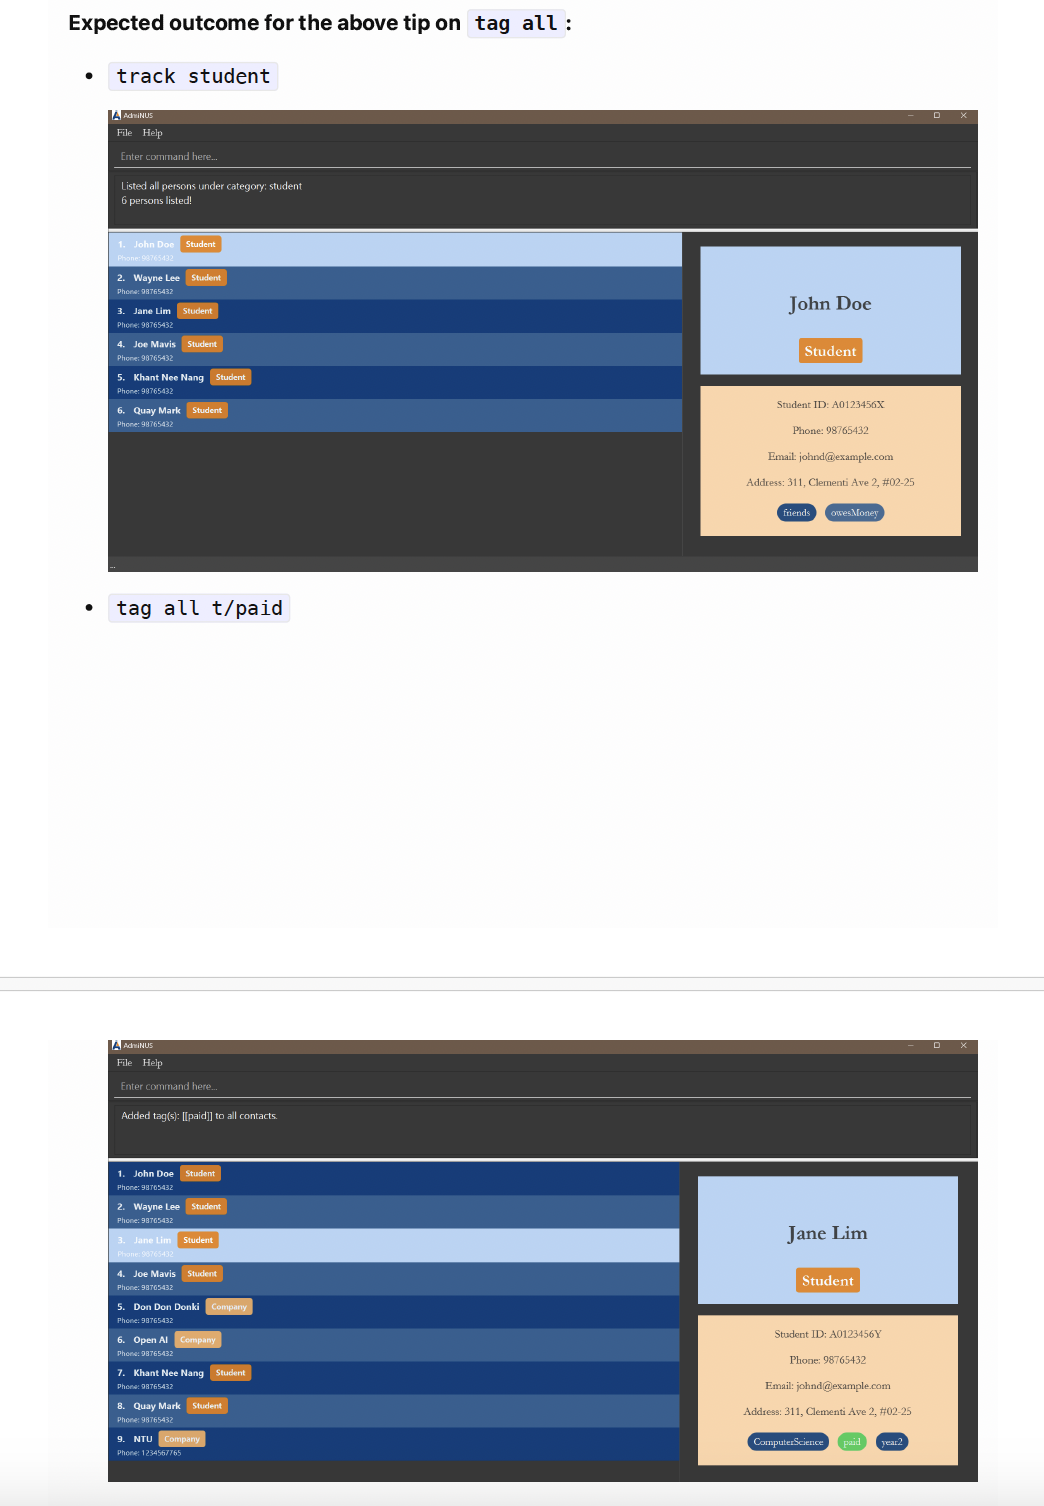 Expected outcome for the above tip on tag all :
track student
AdmiNUS
File Help
Enter command here...
Listed all persons under category: student
6 persons listed!
1. John Doe Student
Phone: 98765432
2. Wayne Lee Student
Phone: 98765432
3. Jane Lim Student
Phone: 98765432
4. Joe Mavis Student
Phone: 98765432
5. Khant Nee Nang Student
Phone: 98765432
6. Quay Mark Student
Phone: 98765432
John Doe
Student
Student ID: A0123456X
Phone: 98765432
Email: johnd@example.com
Address: 311, Clementi Ave 2, #02-25
friends owesMoney
...
tag all t/paid
AdmiNUS
File Help
Enter command here...
Added tag(s): [[paid]] to all contacts.
1. John Doe Student
Phone: 98765432
2. Wayne Lee Student
Phone: 98765432
3. Jane Lim Student
Phone: 98765432
4. Joe Mavis Student
Phone: 98765432
5. Don Don Donki Company
Phone: 98765432
6. Open AI Company
Phone: 98765432
7. Khant Nee Nang Student
Phone: 98765432
8. Quay Mark Student
Phone: 98765432
9. NTU Company
Phone: 1234567765
Jane Lim
Student
Student ID: A0123456Y
Phone: 98765432
Email: johnd@example.com
Address: 311, Clementi Ave 2, #02-25
ComputerScience paid year2